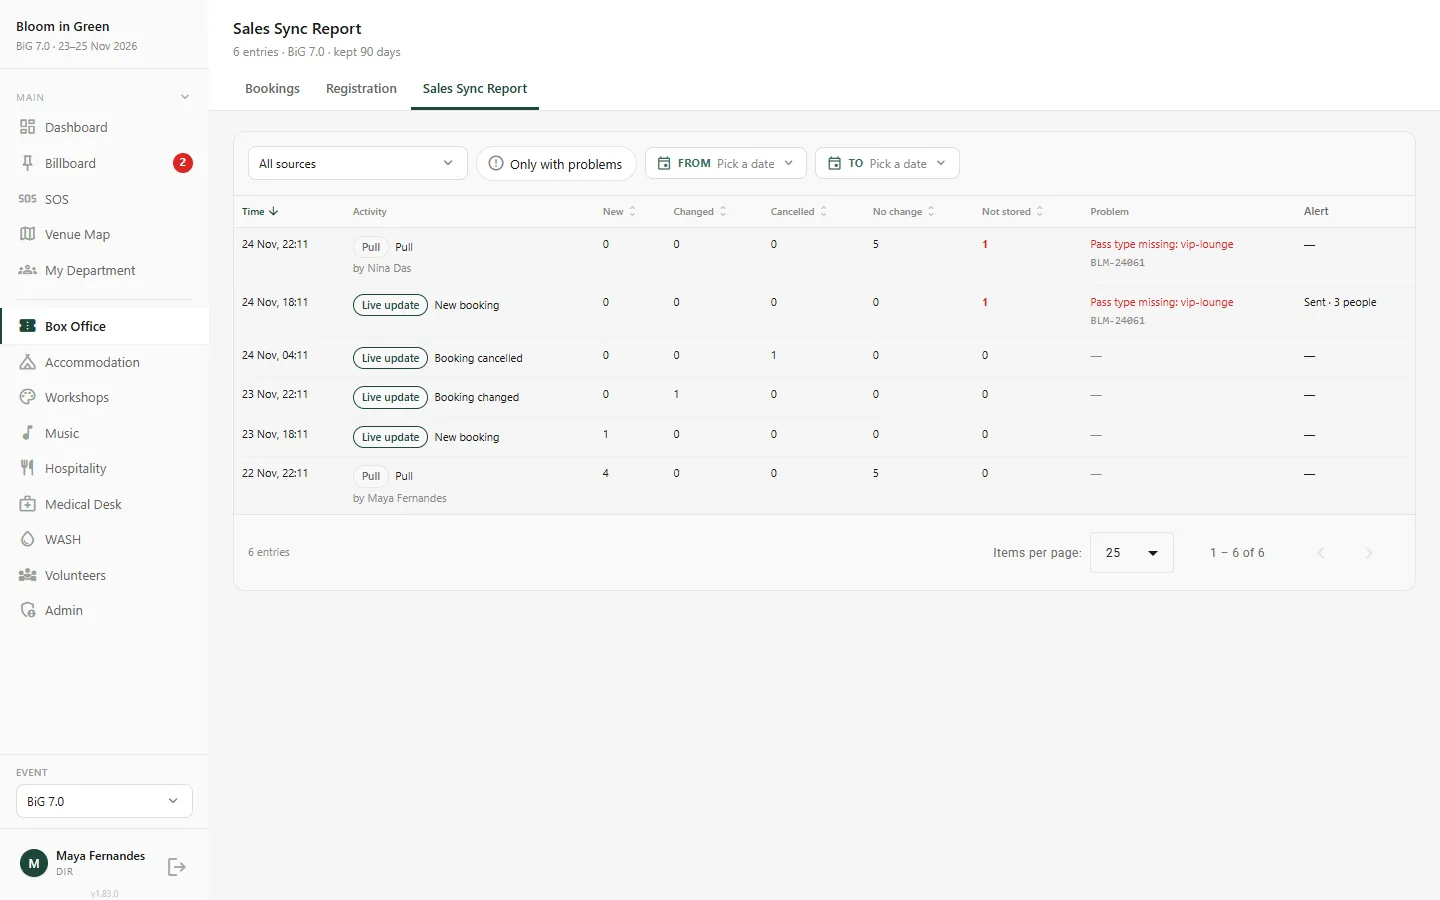 Bloom in Green
BiG 7.0 · 23–25 Nov 2026
MAIN
Dashboard
Billboard 2
SOS SOS
Venue Map
My Department
Box Office
Accommodation
Workshops
Music
Hospitality
Medical Desk
WASH
Volunteers
Admin
EVENT
BiG 7.0
M Maya Fernandes
DIR
v1.83.0
Sales Sync Report
6 entries · BiG 7.0 · kept 90 days
Bookings Registration Sales Sync Report
All sources Only with problems FROM Pick a date TO Pick a date
Time Activity New Changed Cancelled No change Not stored Problem Alert
24 Nov, 22:11 Pull Pull 0 0 0 5 1 Pass type missing: vip-lounge —
by Nina Das BLM-24061
24 Nov, 18:11 Live update New booking 0 0 0 0 1 Pass type missing: vip-lounge Sent · 3 people
BLM-24061
24 Nov, 04:11 Live update Booking cancelled 0 0 1 0 0 — —
23 Nov, 22:11 Live update Booking changed 0 1 0 0 0 — —
23 Nov, 18:11 Live update New booking 1 0 0 0 0 — —
22 Nov, 22:11 Pull Pull 4 0 0 5 0 — —
by Maya Fernandes
6 entries Items per page: 25 1 – 6 of 6